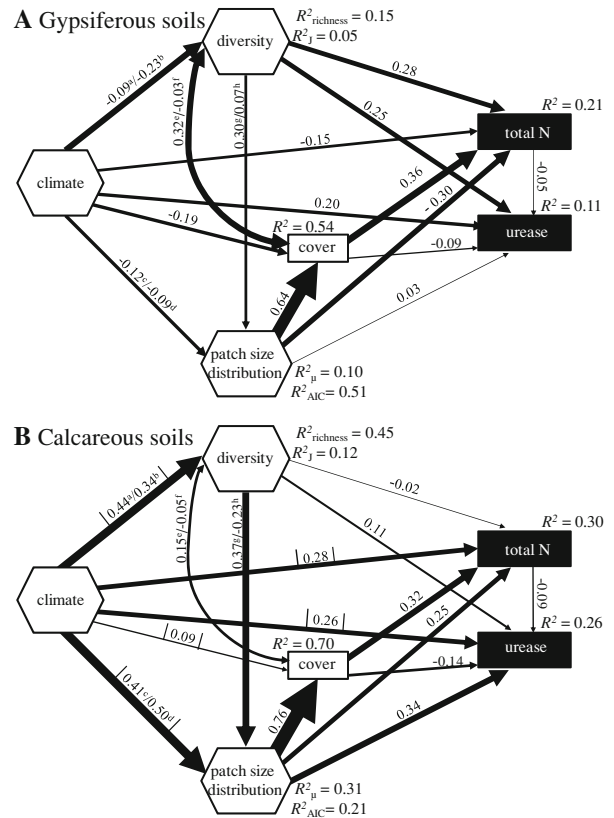 A Gypsiferous soils
R²richness = 0.15
R²J = 0.05
diversity
-0.09ᵃ/-0.23ᵇ
0.32ᵉ/-0.03ᶠ
0.30ᵍ/0.07ʰ
0.28
0.25
R² = 0.21
total N
-0.15
climate
0.36
-0.30
-0.05
0.20
R² = 0.11
urease
-0.19
R² = 0.54
cover
-0.09
-0.12ᶜ/-0.09ᵈ
0.64
0.03
patch size
distribution
R²μ = 0.10
R²AIC = 0.51
B Calcareous soils
R²richness = 0.45
R²J = 0.12
diversity
|0.44ᵃ/0.34ᵇ|
0.15ᵉ/-0.05ᶠ
0.37ᵍ/-0.23ʰ
-0.02
0.11
R² = 0.30
total N
|0.28|
climate
0.32
0.25
-0.09
|0.26|
R² = 0.26
urease
|0.09|
R² = 0.70
cover
-0.14
|0.41ᶜ/0.50ᵈ|
0.76
0.34
patch size
distribution
R²μ = 0.31
R²AIC = 0.21